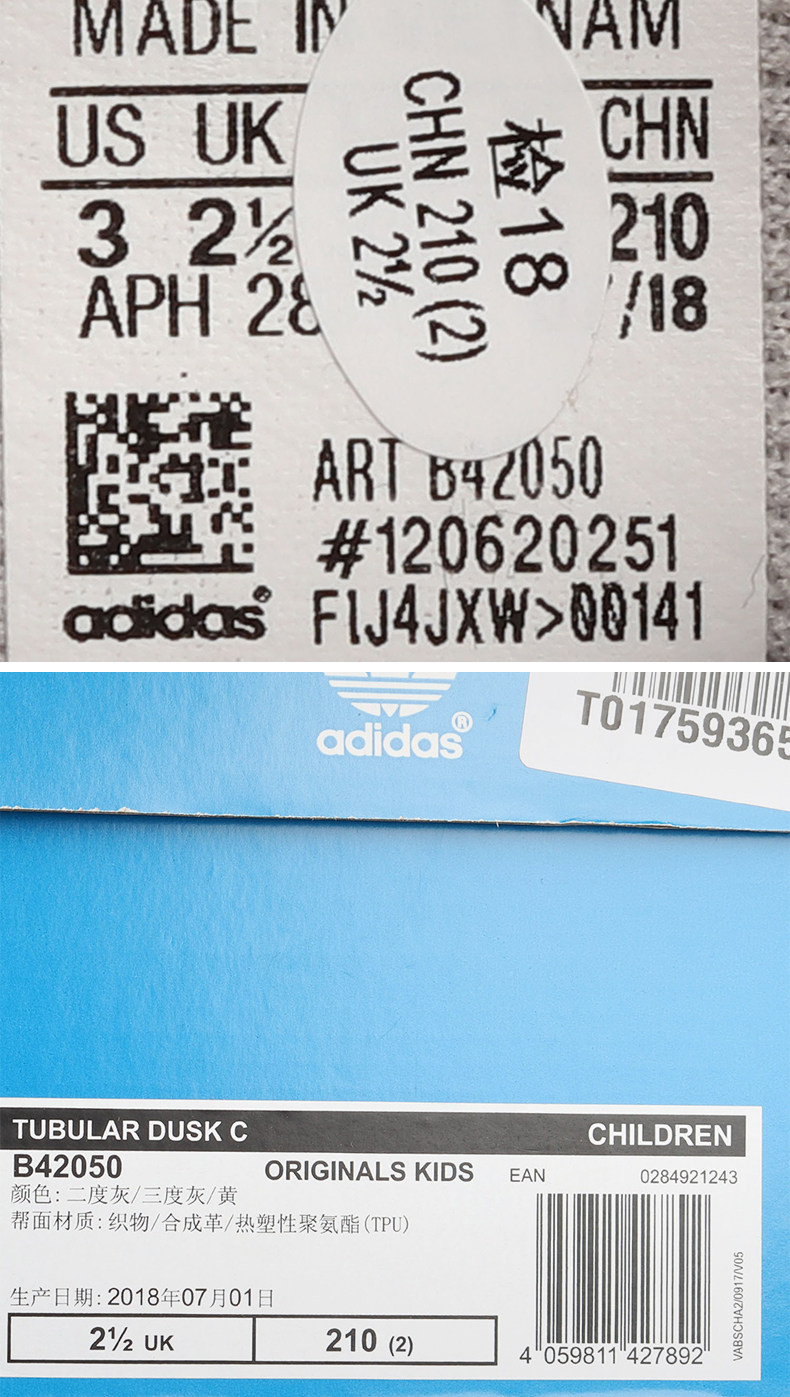 MADE IN
NAM
US UK
CHN
3 2½
210
APH 28
/18
检18
CHN 210 (2)
UK 2½
ART B42050
#120620251
FIJ4JXW>00141
adidas®
adidas®
T01759365
TUBULAR DUSK C
CHILDREN
B42050
ORIGINALS KIDS
EAN
0284921243
颜色: 二度灰/三度灰/黄
帮面材质: 织物/合成革/热塑性聚氨酯(TPU)
生产日期: 2018年07月01日
2½ UK
210 (2)
4 059811 427892
VABSCHA2/0917/V05